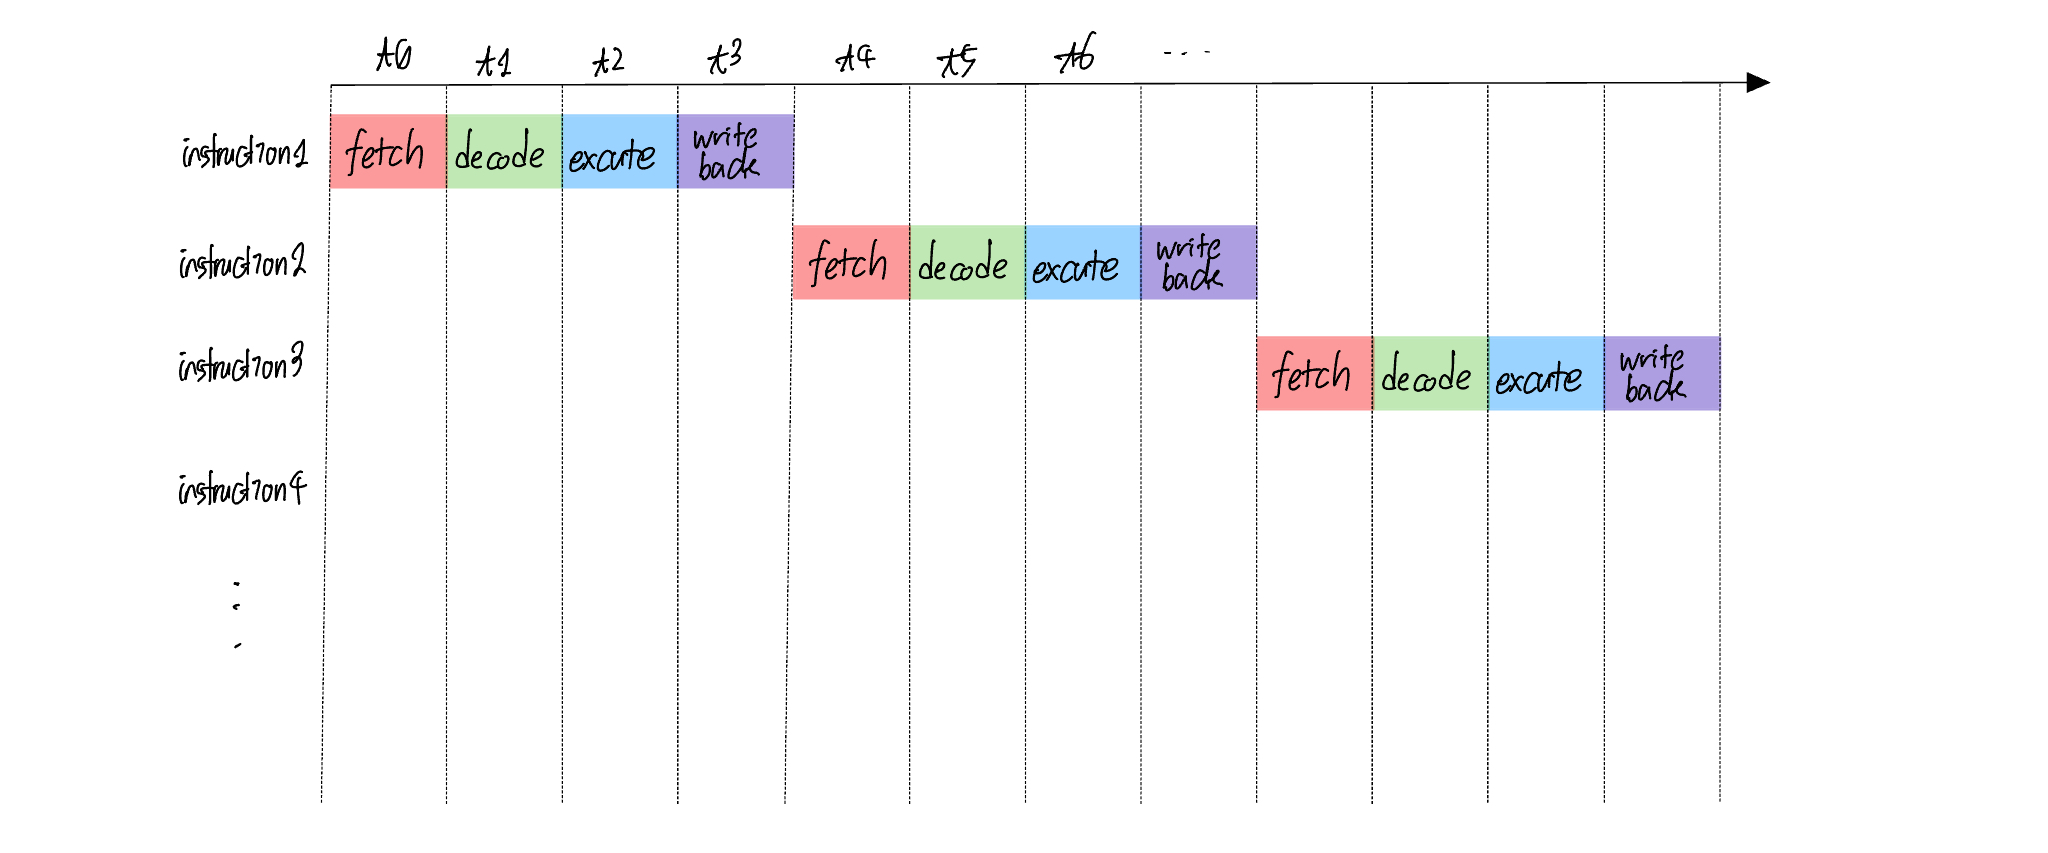 t0 t1 t2 t3 t4 t5 t6 ...
instruction1 fetch decode excute write
back
instruction2 fetch decode excute write
back
instruction3 fetch decode excute write
back
instruction4
⋮